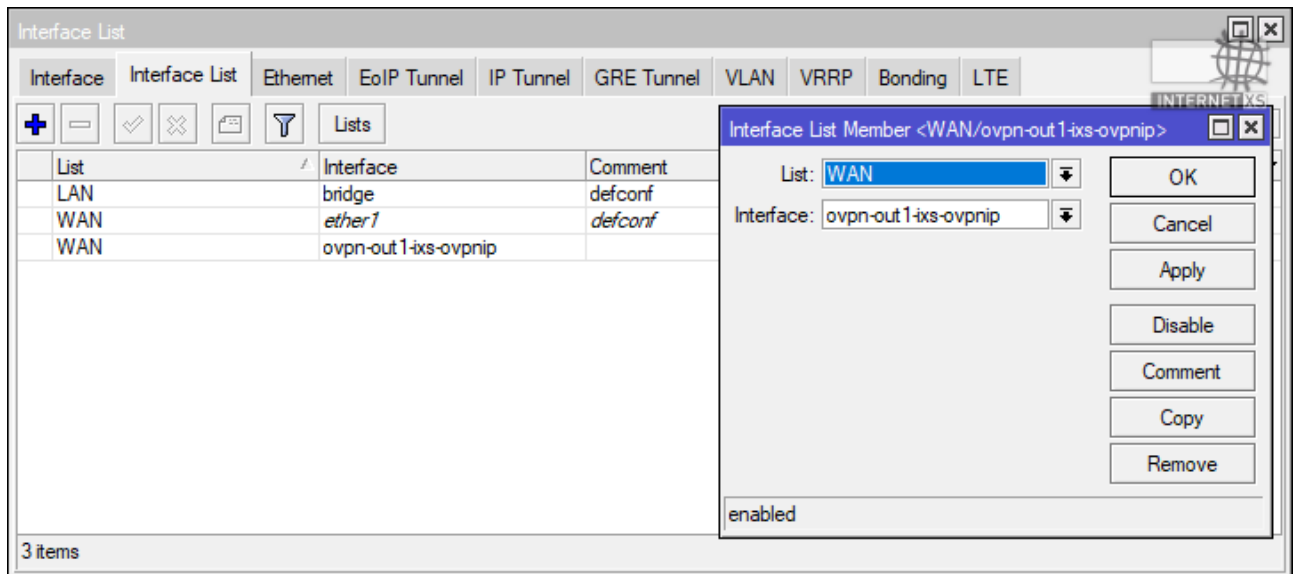 Interface List
Interface Interface List Ethernet EoIP Tunnel IP Tunnel GRE Tunnel VLAN VRRP Bonding LTE
INTERNET XS
Lists
List Interface Comment
LAN bridge defconf
WAN ether1 defconf
WAN ovpn-out1-ixs-ovpnip
3 items
Interface List Member <WAN/ovpn-out1-ixs-ovpnip>
List: WAN
Interface: ovpn-out1-ixs-ovpnip
OK
Cancel
Apply
Disable
Comment
Copy
Remove
enabled